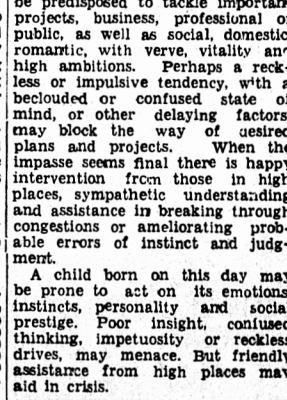 be predisposed to tackle important
projects, business, professional or
public, as well as social, domestic
romantic, with verve, vitality and
high ambitions. Perhaps a reck-
less or impulsive tendency, with a
beclouded or confused state of
mind, or other delaying factors
may block the way of desired
plans and projects. When the
impasse seems final there is happy
intervention from those in high
places, sympathetic understanding
and assistance in breaking through
congestions or ameliorating prob-
able errors of instinct and judg-
ment.
A child born on this day may
be prone to act on its emotions
instincts, personality and social
prestige. Poor insight, confused
thinking, impetuosity or reckless
drives, may menace. But friendly
assistance from high places may
aid in crisis.